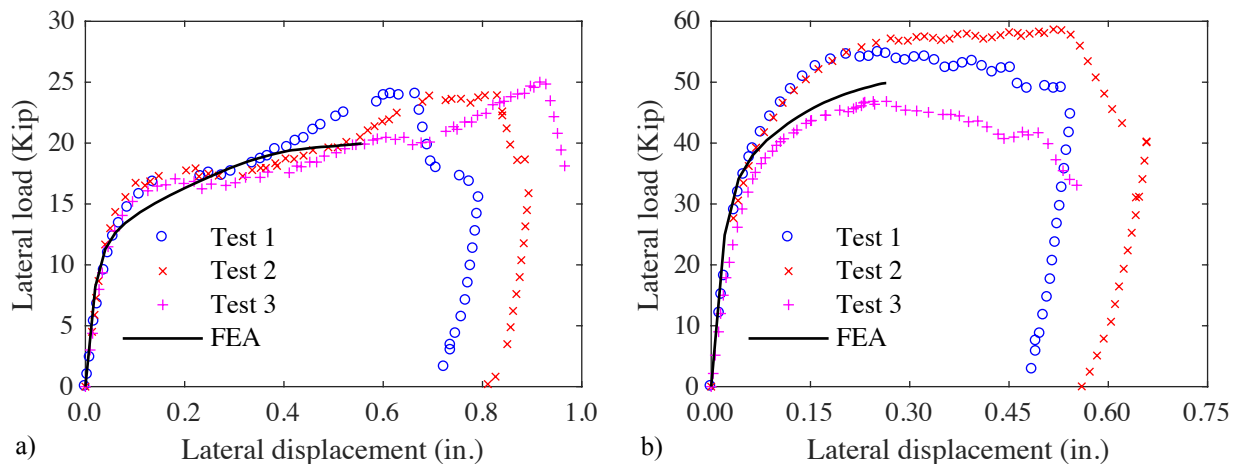 30
25
20
15
10
5
0
Lateral load (Kip)
Test 1
Test 2
Test 3
FEA
0.0 0.2 0.4 0.6 0.8 1.0
a) Lateral displacement (in.)
60
50
40
30
20
10
0
Lateral load (Kip)
Test 1
Test 2
Test 3
FEA
0.00 0.15 0.30 0.45 0.60 0.75
b) Lateral displacement (in.)